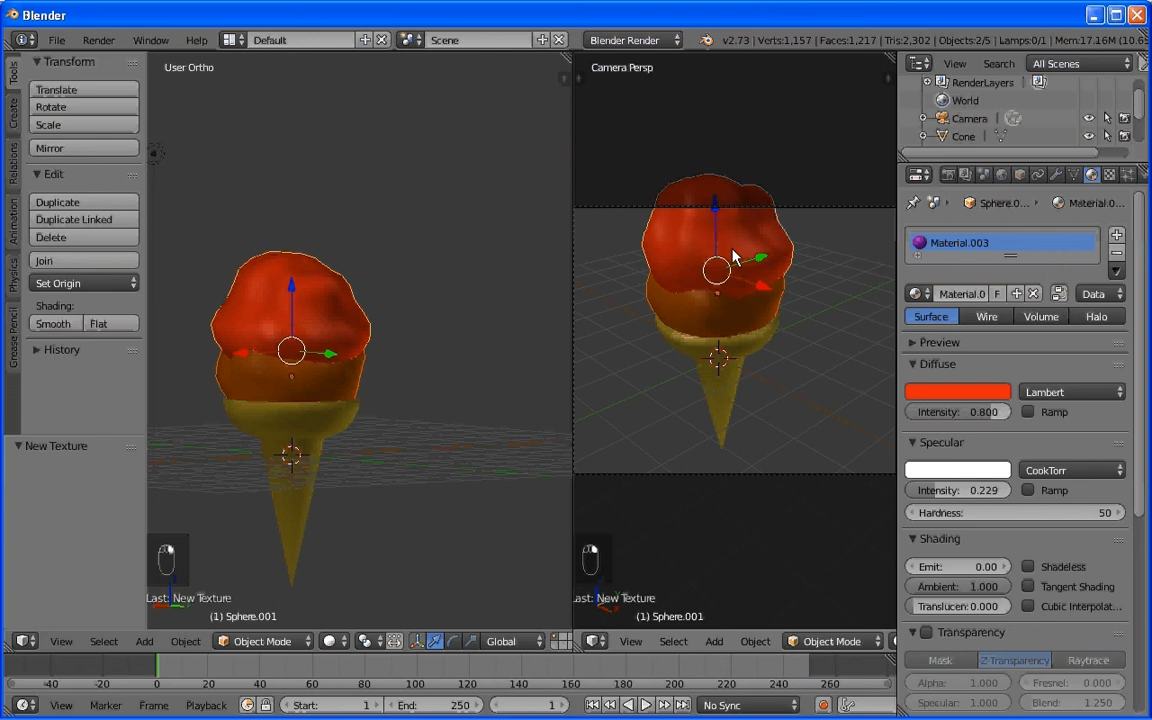 Blender
File Render Window Help Default Scene Blender Render v2.73 | Verts:1,157 | Faces:1,217 | Tris:2,302 | Objects:2/5 | Lamps:0/1 | Mem:17.16M (10.6
Tools
Create
Relations
Animation
Physics
Grease Pencil
Transform
Translate
Rotate
Scale
Mirror
Edit
Duplicate
Duplicate Linked
Delete
Join
Set Origin
Shading:
Smooth Flat
History
New Texture
User Ortho
Last: New Texture
(1) Sphere.001
Camera Persp
ast: New Texture
(1) Sphere.001
View Select Add Object Object Mode Global
View Select Add Object Object Mode
-40 -20 0 20 40 60 80 100 120 140 160 180 200 220 240 260
View Marker Frame Playback Start: 1 End: 250 1 No Sync
View Search All Scenes
RenderLayers
World
Camera
Cone
Sphere.0... Material.0...
Material.003
Material.0 F Data
Surface Wire Volume Halo
Preview
Diffuse
Lambert
Intensity: 0.800 Ramp
Specular
CookTorr
Intensity: 0.229 Ramp
Hardness: 50
Shading
Emit: 0.00 Shadeless
Ambient: 1.000 Tangent Shading
Translucen: 0.000 Cubic Interpolat...
Transparency
Mask Z Transparency Raytrace
Alpha: 1.000 Fresnel: 0.000
Specular: 1.000 Blend: 1.250